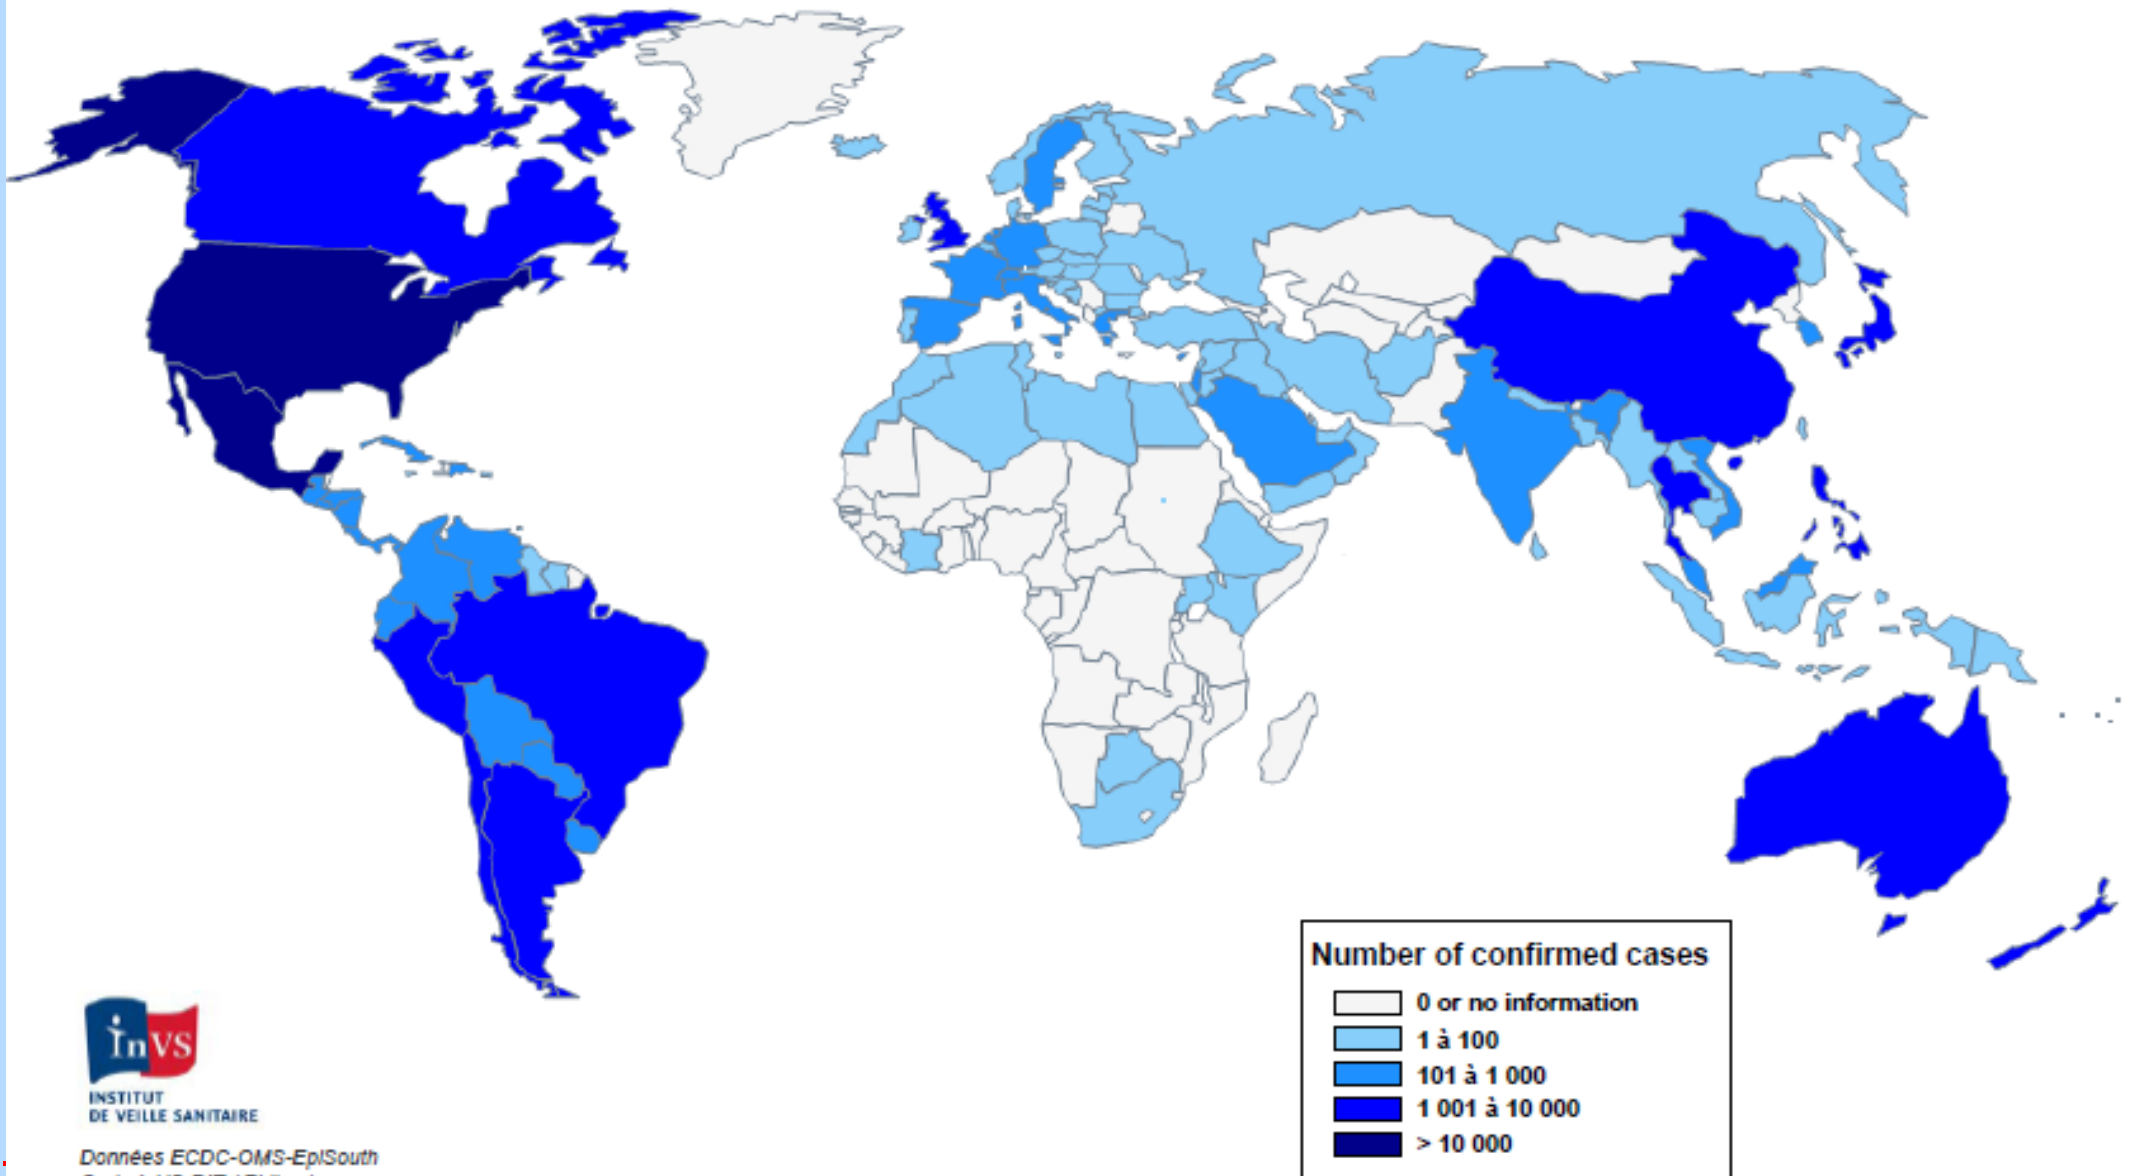 Number of confirmed cases
0 or no information
1 à 100
101 à 1 000
1 001 à 10 000
> 10 000
inVS
INSTITUT
DE VEILLE SANITAIRE
Données ECDC-OMS-EpiSouth